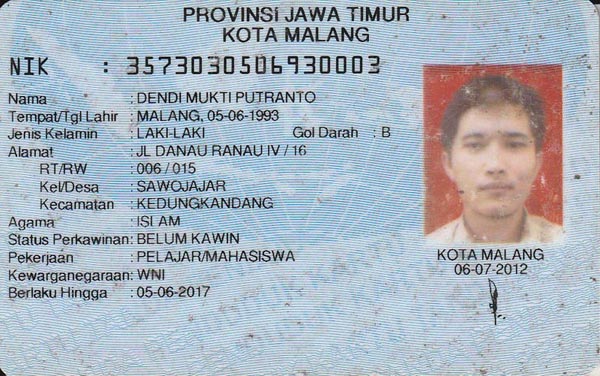 PROVINSI JAWA TIMUR
KOTA MALANG
NIK : 3573030506930003
Nama : DENDI MUKTI PUTRANTO
Tempat/Tgl Lahir : MALANG, 05-06-1993
Jenis Kelamin : LAKI-LAKI Gol Darah : B
Alamat : JL DANAU RANAU IV / 16
RT/RW : 006 / 015
Kel/Desa : SAWOJAJAR
Kecamatan : KEDUNGKANDANG
Agama : ISLAM
Status Perkawinan: BELUM KAWIN
Pekerjaan : PELAJAR/MAHASISWA
Kewarganegaraan: WNI
Berlaku Hingga : 05-06-2017
KOTA MALANG
06-07-2012